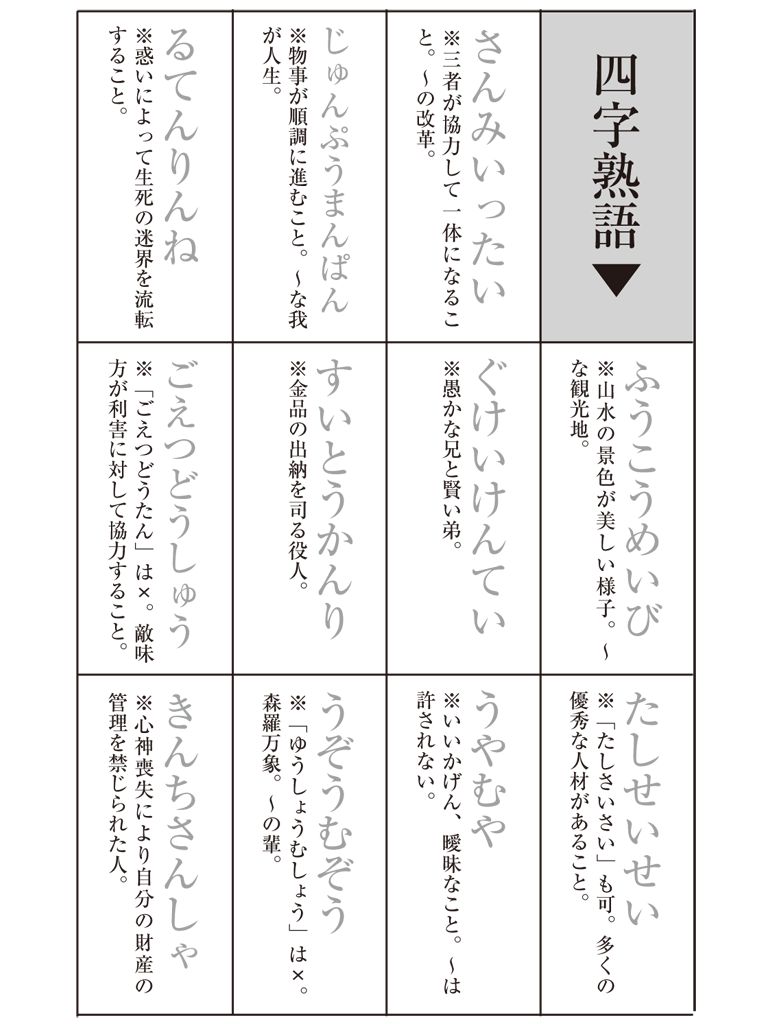 四字熟語▼
ふうこうめいび
※山水の景色が美しい様子。〜
な観光地。
たしせいせい
※「たしさいさい」も可。多くの
優秀な人材があること。
さんみいったい
※三者が協力して一体になるこ
と。〜の改革。
ぐけいけんてい
※愚かな兄と賢い弟。
うやむや
※いいかげん、曖昧なこと。〜は
許されない。
じゅんぷうまんぱん
※物事が順調に進むこと。〜な我
が人生。
すいとうかんり
※金品の出納を司る役人。
うぞうむぞう
※「ゆうしょうむしょう」は×。
森羅万象。〜の輩。
るてんりんね
※惑いによって生死の迷界を流転
すること。
ごえつどうしゅう
※「ごえつどうたん」は×。敵味
方が利害に対して協力すること。
きんちさんしゃ
※心神喪失により自分の財産の
管理を禁じられた人。